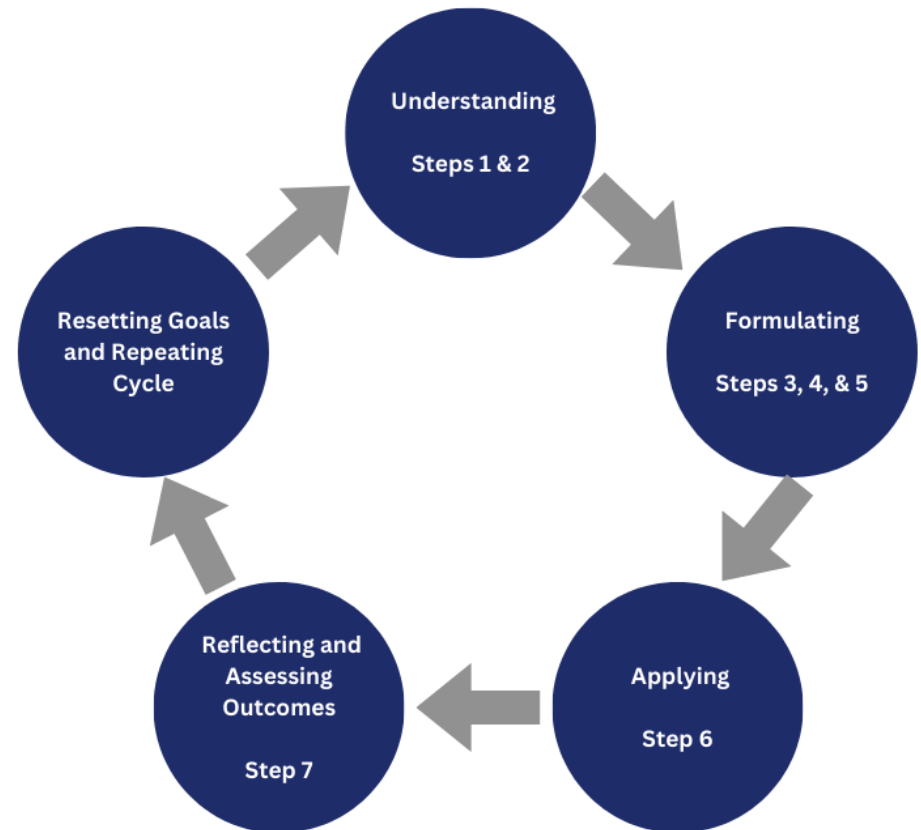 Understanding
Steps 1 & 2
Formulating
Steps 3, 4, & 5
Applying
Step 6
Reflecting and
Assessing
Outcomes
Step 7
Resetting Goals
and Repeating
Cycle